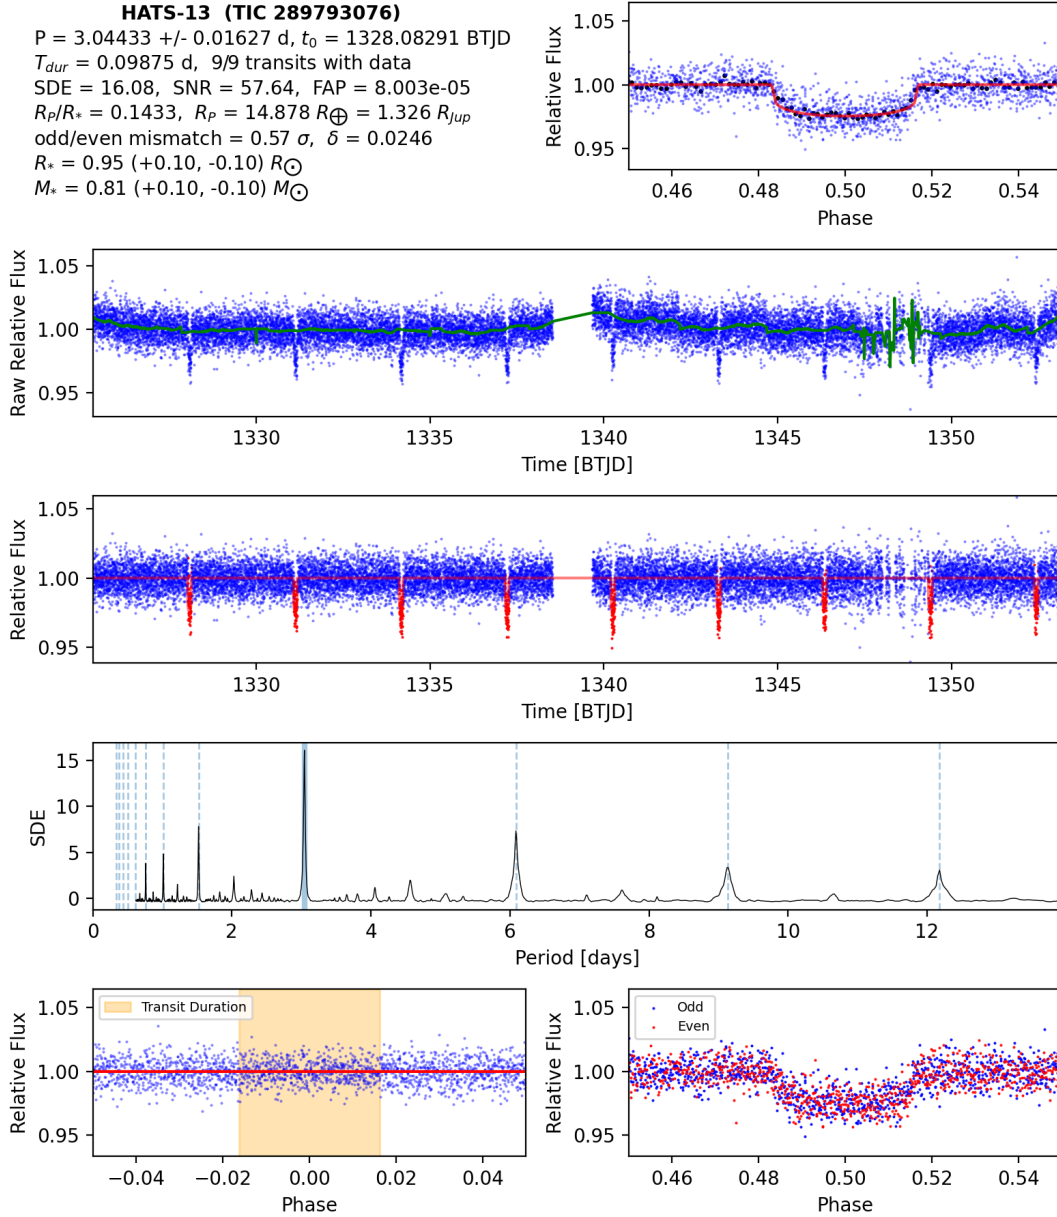 HATS-13 (TIC 289793076)
P = 3.04433 +/- 0.01627 d, t₀ = 1328.08291 BTJD
T_dur = 0.09875 d, 9/9 transits with data
SDE = 16.08, SNR = 57.64, FAP = 8.003e-05
R_P/R_* = 0.1433, R_P = 14.878 R⨁ = 1.326 R_Jup
odd/even mismatch = 0.57 σ, δ = 0.0246
R_* = 0.95 (+0.10, -0.10) R⨀
M_* = 0.81 (+0.10, -0.10) M⨀
Relative Flux
1.05
1.00
0.95
0.46 0.48 0.50 0.52 0.54
Phase
Raw Relative Flux
1.05
1.00
0.95
1330 1335 1340 1345 1350
Time [BTJD]
Relative Flux
1.05
1.00
0.95
1330 1335 1340 1345 1350
Time [BTJD]
SDE
15
10
5
0
0 2 4 6 8 10 12
Period [days]
Relative Flux
1.05
1.00
0.95
Transit Duration
−0.04 −0.02 0.00 0.02 0.04
Phase
Relative Flux
1.05
1.00
0.95
Odd
Even
0.46 0.48 0.50 0.52 0.54
Phase